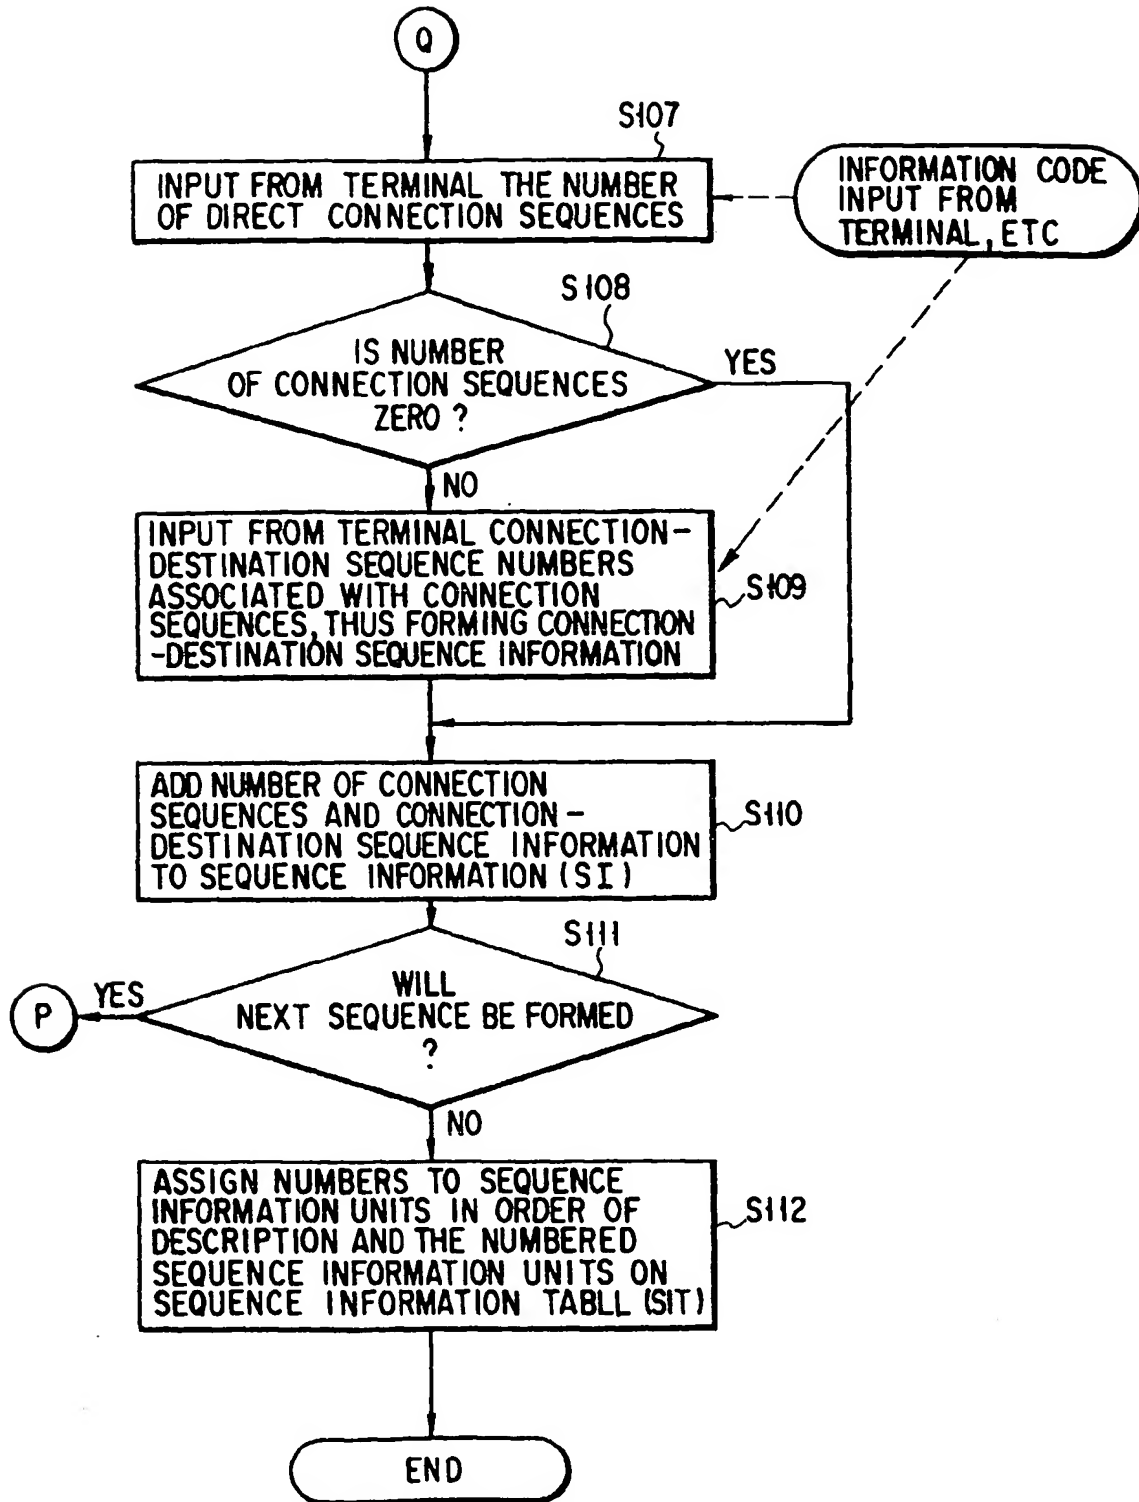 Q
S107
INPUT FROM TERMINAL THE NUMBER
OF DIRECT CONNECTION SEQUENCES
INFORMATION CODE
INPUT FROM
TERMINAL, ETC
S108
IS NUMBER
OF CONNECTION SEQUENCES
ZERO ?
YES
NO
INPUT FROM TERMINAL CONNECTION-
DESTINATION SEQUENCE NUMBERS
ASSOCIATED WITH CONNECTION
SEQUENCES, THUS FORMING CONNECTION
-DESTINATION SEQUENCE INFORMATION
S109
ADD NUMBER OF CONNECTION
SEQUENCES AND CONNECTION-
DESTINATION SEQUENCE INFORMATION
TO SEQUENCE INFORMATION (SI)
S110
S111
WILL
NEXT SEQUENCE BE FORMED
?
YES
P
NO
ASSIGN NUMBERS TO SEQUENCE
INFORMATION UNITS IN ORDER OF
DESCRIPTION AND THE NUMBERED
SEQUENCE INFORMATION UNITS ON
SEQUENCE INFORMATION TABLL (SIT)
S112
END